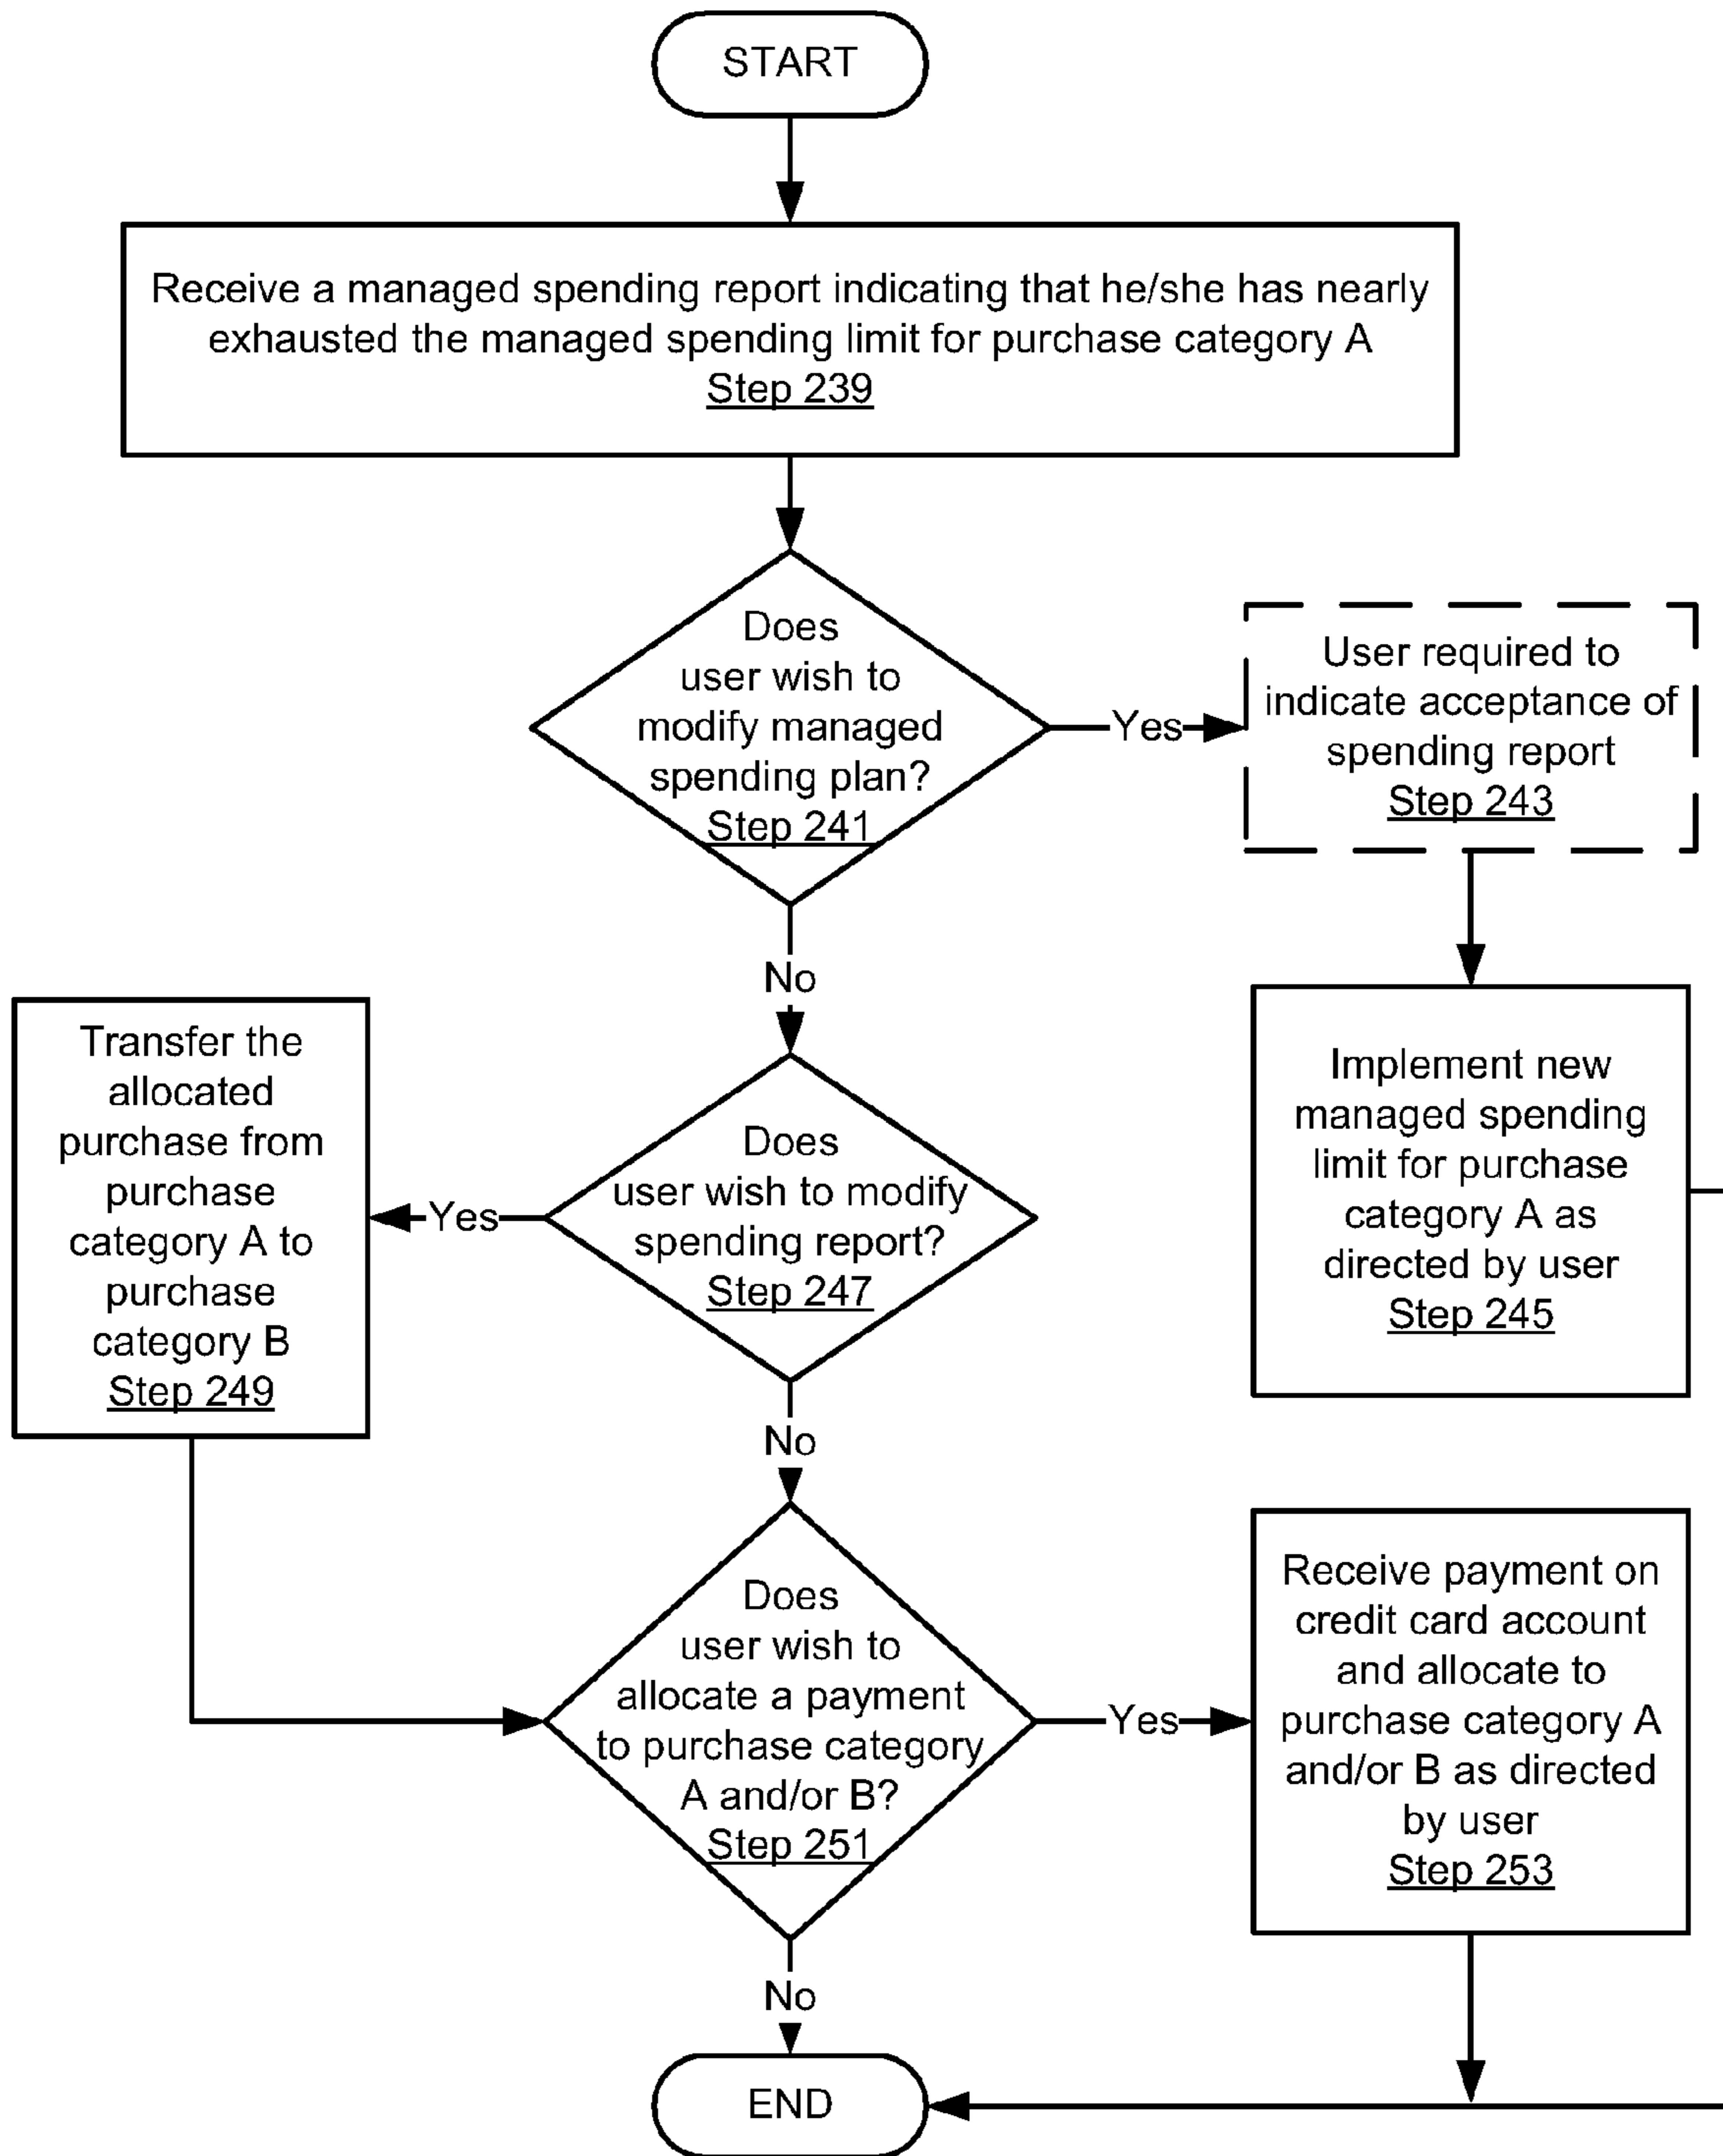 START
Receive a managed spending report indicating that he/she has nearly
exhausted the managed spending limit for purchase category A
Step 239
Does
user wish to
modify managed
spending plan?
Step 241
Yes
User required to
indicate acceptance of
spending report
Step 243
No
Transfer the
allocated
purchase from
purchase
category A to
purchase
category B
Step 249
Yes
Does
user wish to modify
spending report?
Step 247
Implement new
managed spending
limit for purchase
category A as
directed by user
Step 245
No
Does
user wish to
allocate a payment
to purchase category
A and/or B?
Step 251
Yes
Receive payment on
credit card account
and allocate to
purchase category A
and/or B as directed
by user
Step 253
No
END